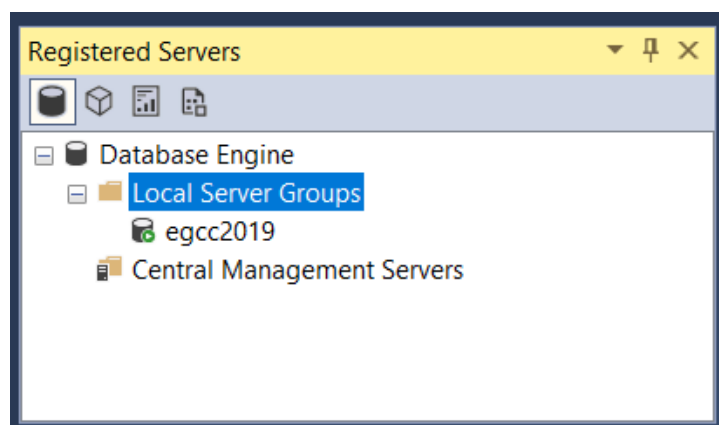 Registered Servers
Database Engine
Local Server Groups
egcc2019
Central Management Servers